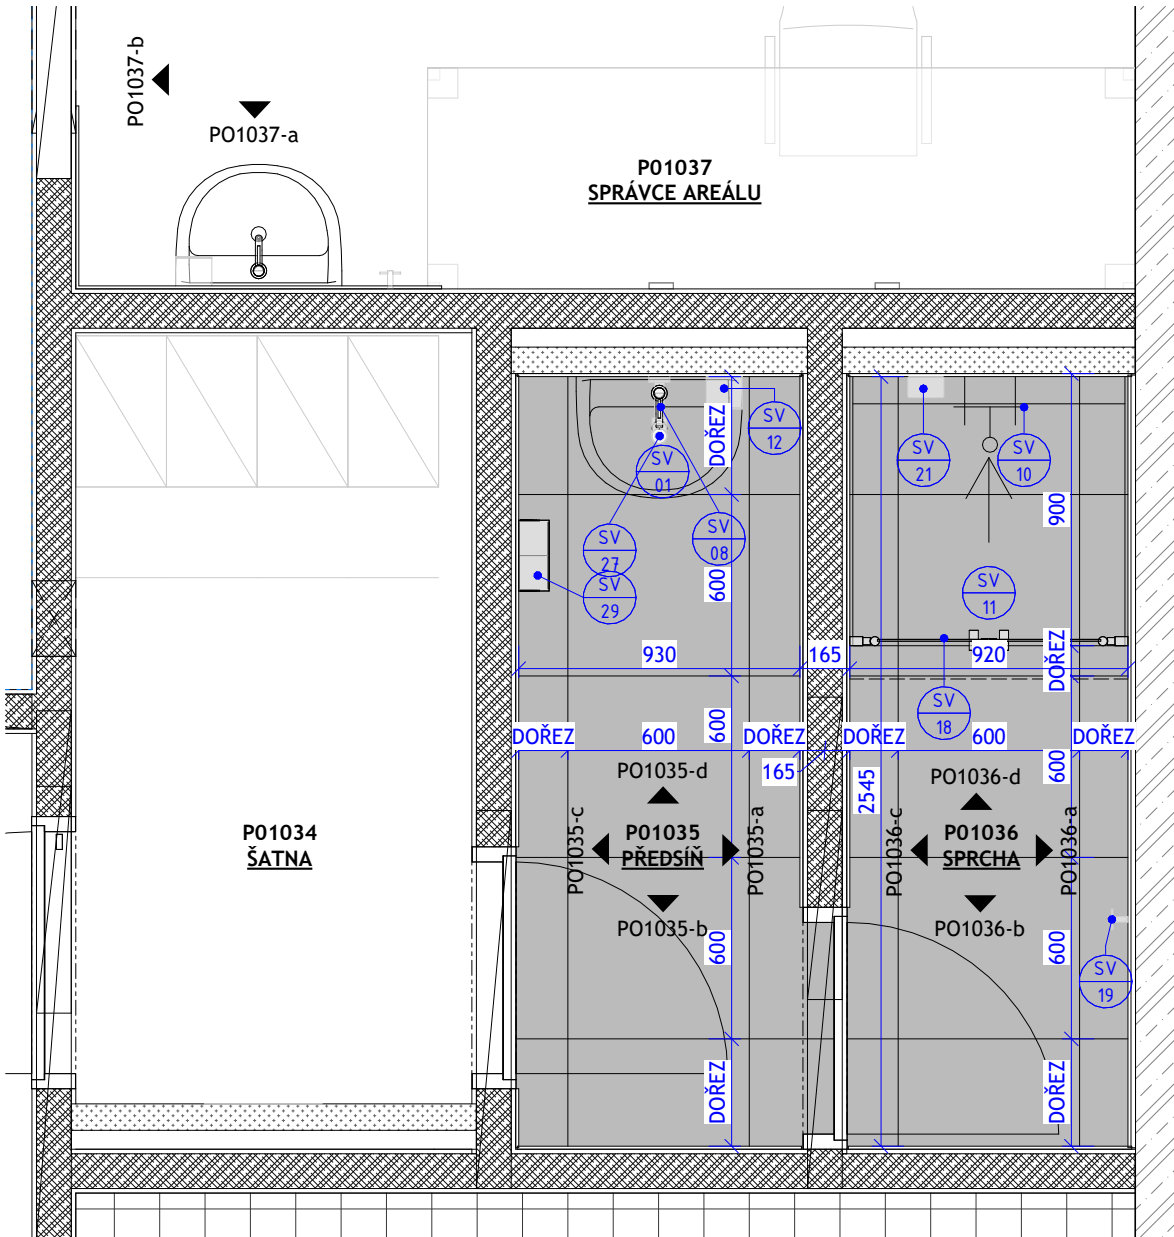 PO1037-b
PO1037-a
P01037
SPRÁVCE AREÁLU
DOŘEZ
SV
12
SV
01
SV
21
SV
10
SV
27
SV
08
SV
29
SV
11
600
900
930
165
920
DOŘEZ
SV
18
DOŘEZ
600
600
DOŘEZ
DOŘEZ
600
DOŘEZ
165
2545
600
PO1035-d
PO1036-d
P01034
ŠATNA
PO1035-c
P01035
PŘEDSÍŇ
PO1035-a
PO1036-c
P01036
SPRCHA
PO1036-a
PO1035-b
PO1036-b
600
600
SV
19
DOŘEZ
DOŘEZ